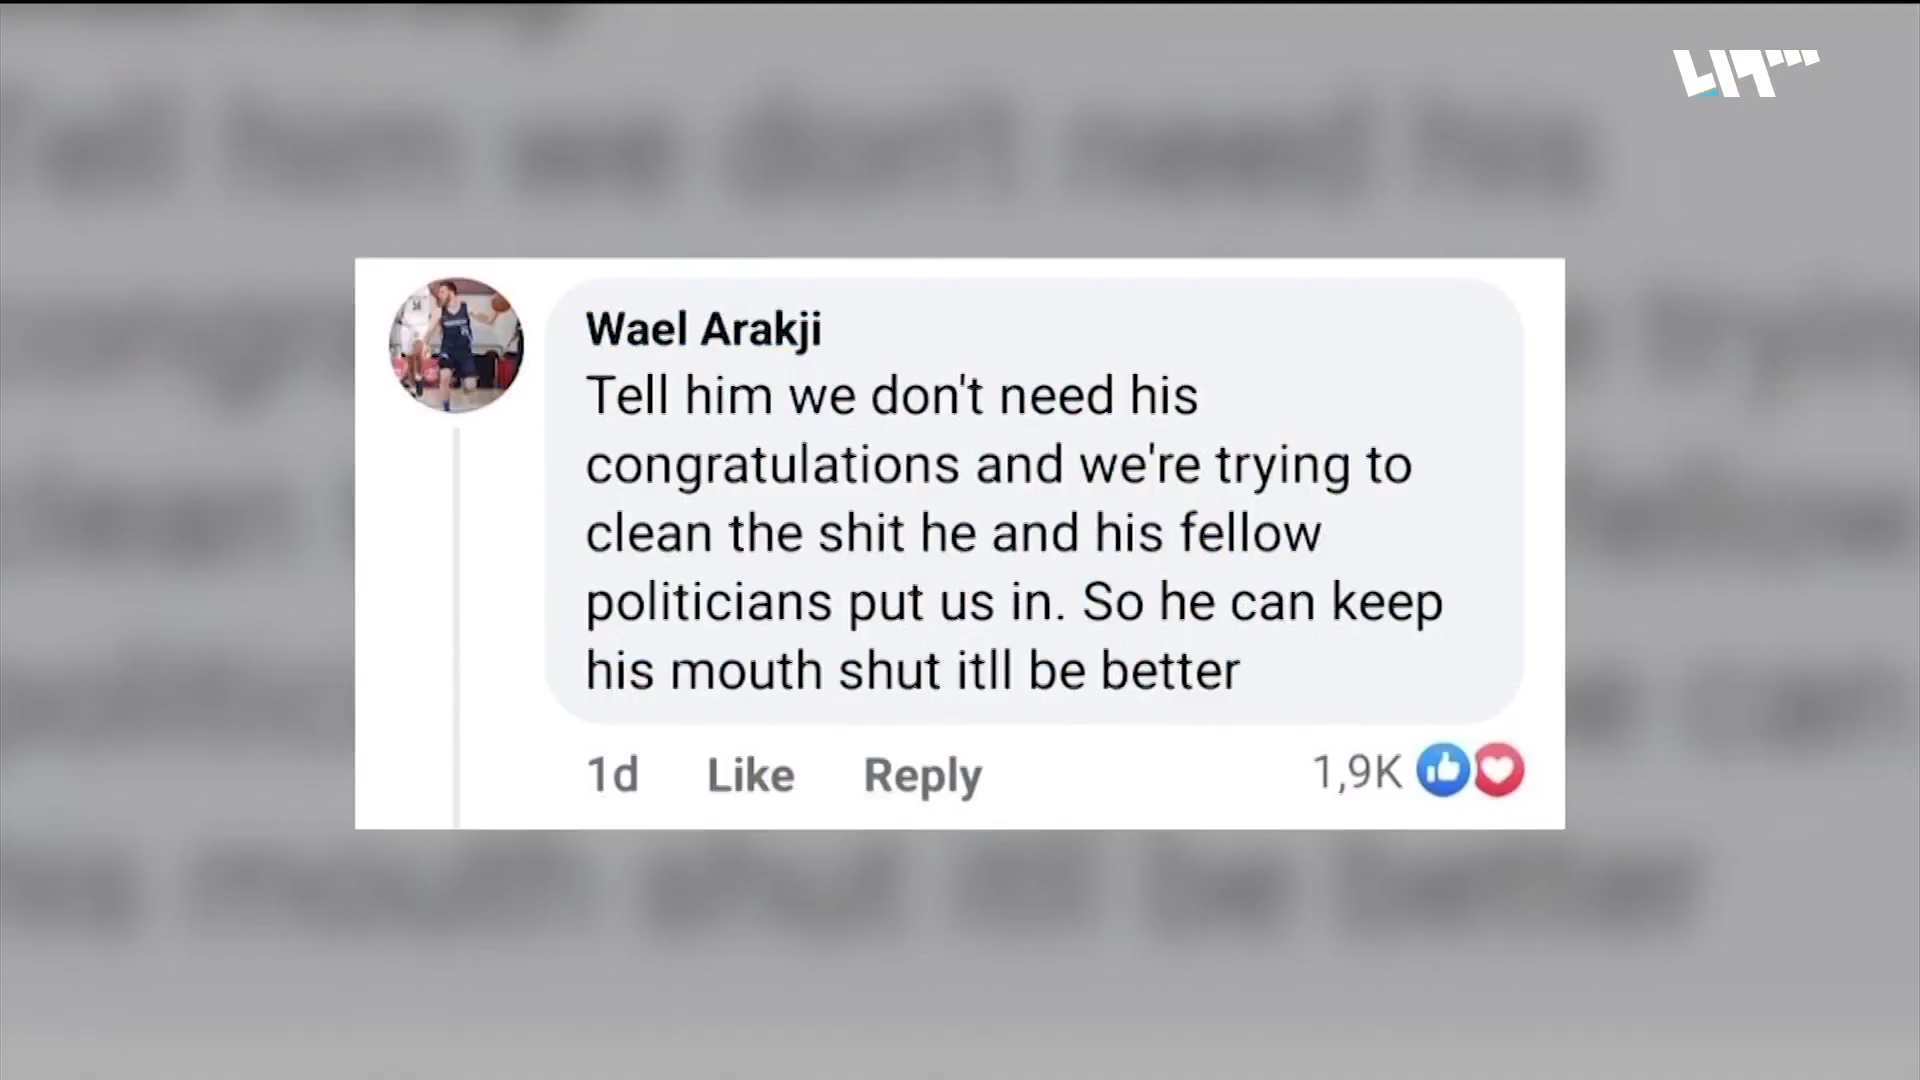 Wael Arakji
Tell him we don't need his
congratulations and we're trying to
clean the shit he and his fellow
politicians put us in. So he can keep
his mouth shut itll be better
1d Like Reply 1,9K